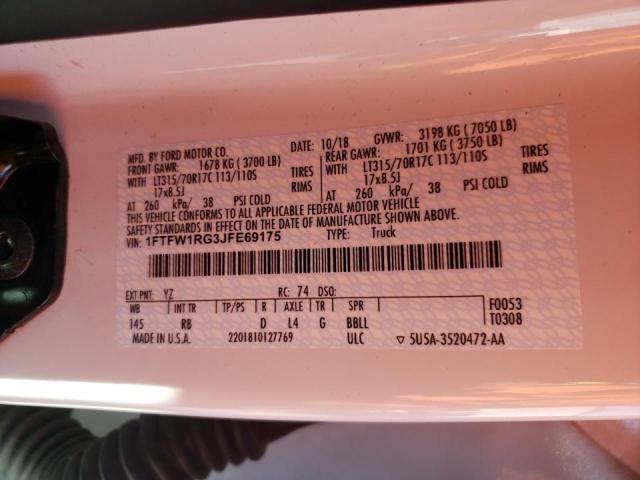 MFD. BY FORD MOTOR CO. DATE: 10/18 GVWR: 3198 KG ( 7050 LB)
FRONT GAWR: 1678 KG ( 3700 LB) REAR GAWR: 1701 KG ( 3750 LB)
WITH LT315/70R17C 113/110S TIRES WITH LT315/70R17C 113/110S TIRES
17x8.5J RIMS 17x8.5J RIMS
AT 260 kPa/ 38 PSI COLD AT 260 kPa/ 38 PSI COLD
THIS VEHICLE CONFORMS TO ALL APPLICABLE FEDERAL MOTOR VEHICLE
SAFETY STANDARDS IN EFFECT ON THE DATE OF MANUFACTURE SHOWN ABOVE.
VIN: 1FTFW1RG3JFE69175 TYPE: Truck
EXT PNT: YZ RC: 74 DSO:
WB INT TR TP/PS R AXLE TR SPR F0053
145 RB D L4 G BBLL T0308
MADE IN U.S.A. 2201810127769 ULC ▽ 5U5A-3520472-AA